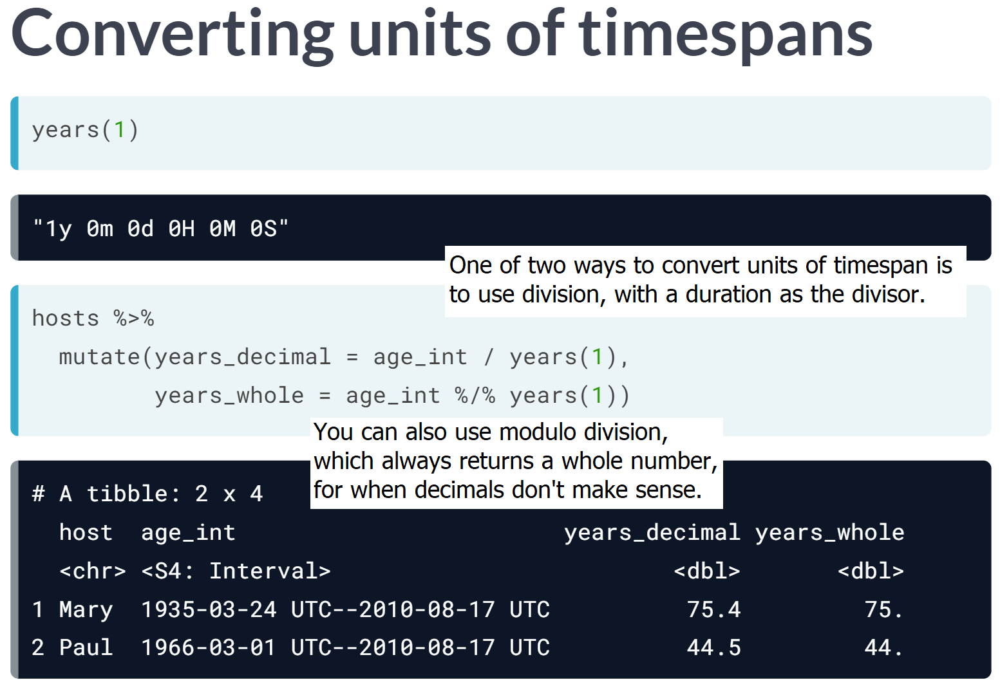 Converting units of timespans
years(1)
"1y 0m 0d 0H 0M 0S"
One of two ways to convert units of timespan is
to use division, with a duration as the divisor.
hosts %>%
  mutate(years_decimal = age_int / years(1),
         years_whole = age_int %/% years(1))
You can also use modulo division,
which always returns a whole number,
for when decimals don't make sense.
# A tibble: 2 x 4
  host  age_int                        years_decimal years_whole
  <chr> <S4: Interval>                         <dbl>       <dbl>
1 Mary  1935-03-24 UTC--2010-08-17 UTC          75.4         75.
2 Paul  1966-03-01 UTC--2010-08-17 UTC          44.5         44.